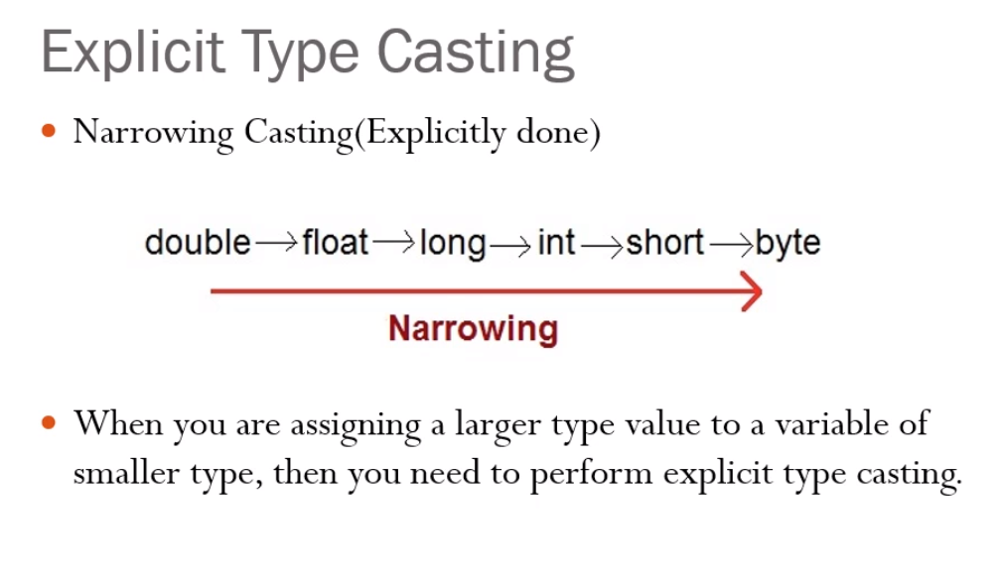 Explicit Type Casting
• Narrowing Casting(Explicitly done)
double→float→long→int→short→byte
Narrowing
• When you are assigning a larger type value to a variable of
smaller type, then you need to perform explicit type casting.